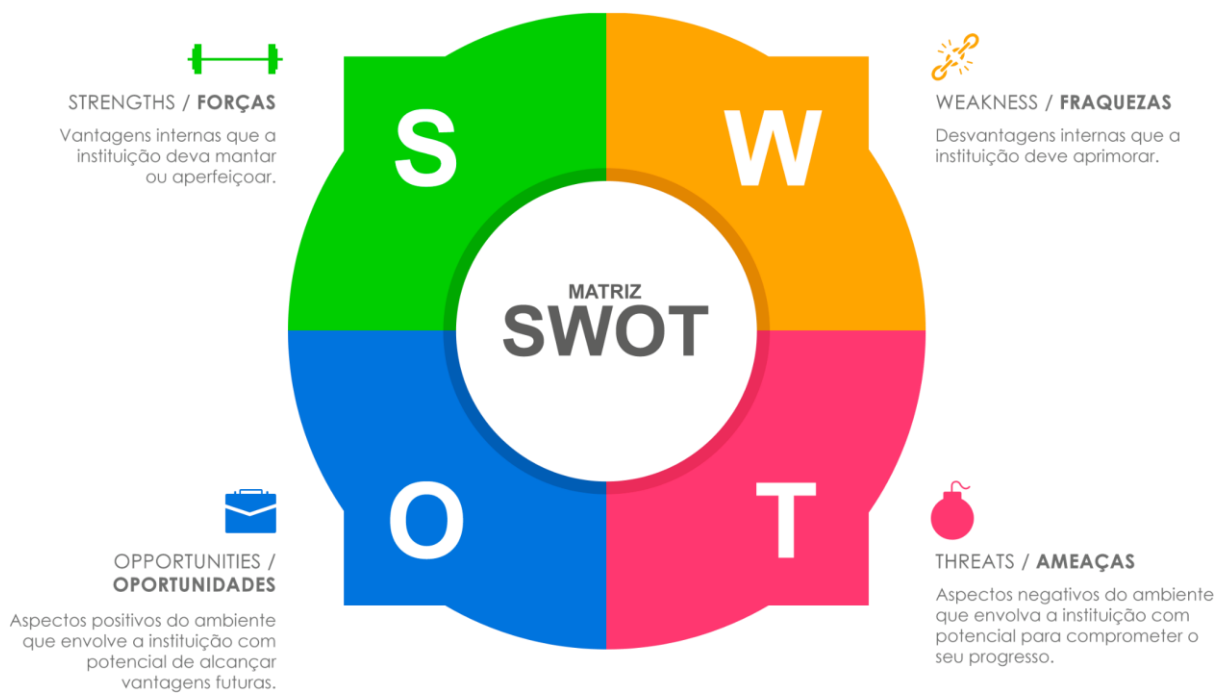 STRENGTHS / FORÇAS
Vantagens internas que a
instituição deva mantar
ou aperfeiçoar.
S
W
WEAKNESS / FRAQUEZAS
Desvantagens internas que a
instituição deve aprimorar.
MATRIZ
SWOT
OPPORTUNITIES /
OPORTUNIDADES
Aspectos positivos do ambiente
que envolve a instituição com
potencial de alcançar
vantagens futuras.
O
T
THREATS / AMEAÇAS
Aspectos negativos do ambiente
que envolva a instituição com
potencial para comprometer o
seu progresso.